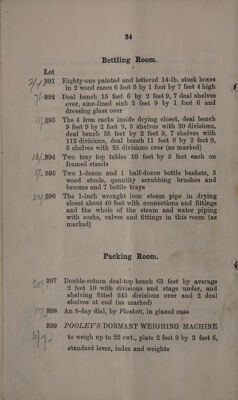 34
Bottling Room.
Lot
391 Eighty-one painted and lettered 14-lb. stock boxes
in 2 wood cases 6 feet 3 by 1 foot by 7 feet 4 high
392 Deal bench 15 feet 6 by 2 feet 9, 7 deal shelves
over, zinc-lined sink 2 feet 9 by 1 foot 6 and
dressing glass over
393 The 4 iron racks inside drying closet, deal bench
9 feet 9 by 2 feet 9, 5 shelves with 20 divisions,
deal bench 35 feet by 2 feet 9, 7 shelves with
112 divisions, deal bench 11 feet 9 by 2 feet 9,
5 shelves with 25 divisions over (as marked)
394 Two tray top tables 10 feet by 5 feet each on
framed stands
395 Two 1-dozen and 1 half-dozen bottle baskets, 5
wood stools, quantity scrubbing brushes and
brooms and 7 bottle trays
396 The 1-inch wrought iron steam pipe in drying
closet about 40 feet with connections and fittings
and the whole of the steam and water piping
with cocks, valves and fittings in this room (as
marked)
Packing Room.
397 Double-return deal-top bench 63 feet by average
2 feet 10 with divisions and stage under, and
shelving fitted 245 divisions over and 2 deal
shelves at end (as marked)
398 An 8-day dial, by Plaskett, in glazed case
399 POOLEY'S DORMANT WEIGHING MACHINE
to weigh up to 22 cwt., plate 2 feet 9 by 2 feet 6,
standard lever, index and weights